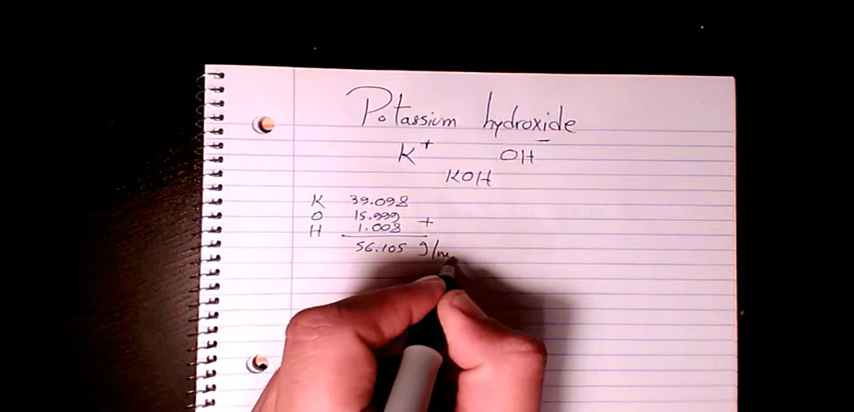 Potassium hydroxide
K+ OH-
KOH
K 39.098
O 15.999 +
H 1.008
56.105 g/m